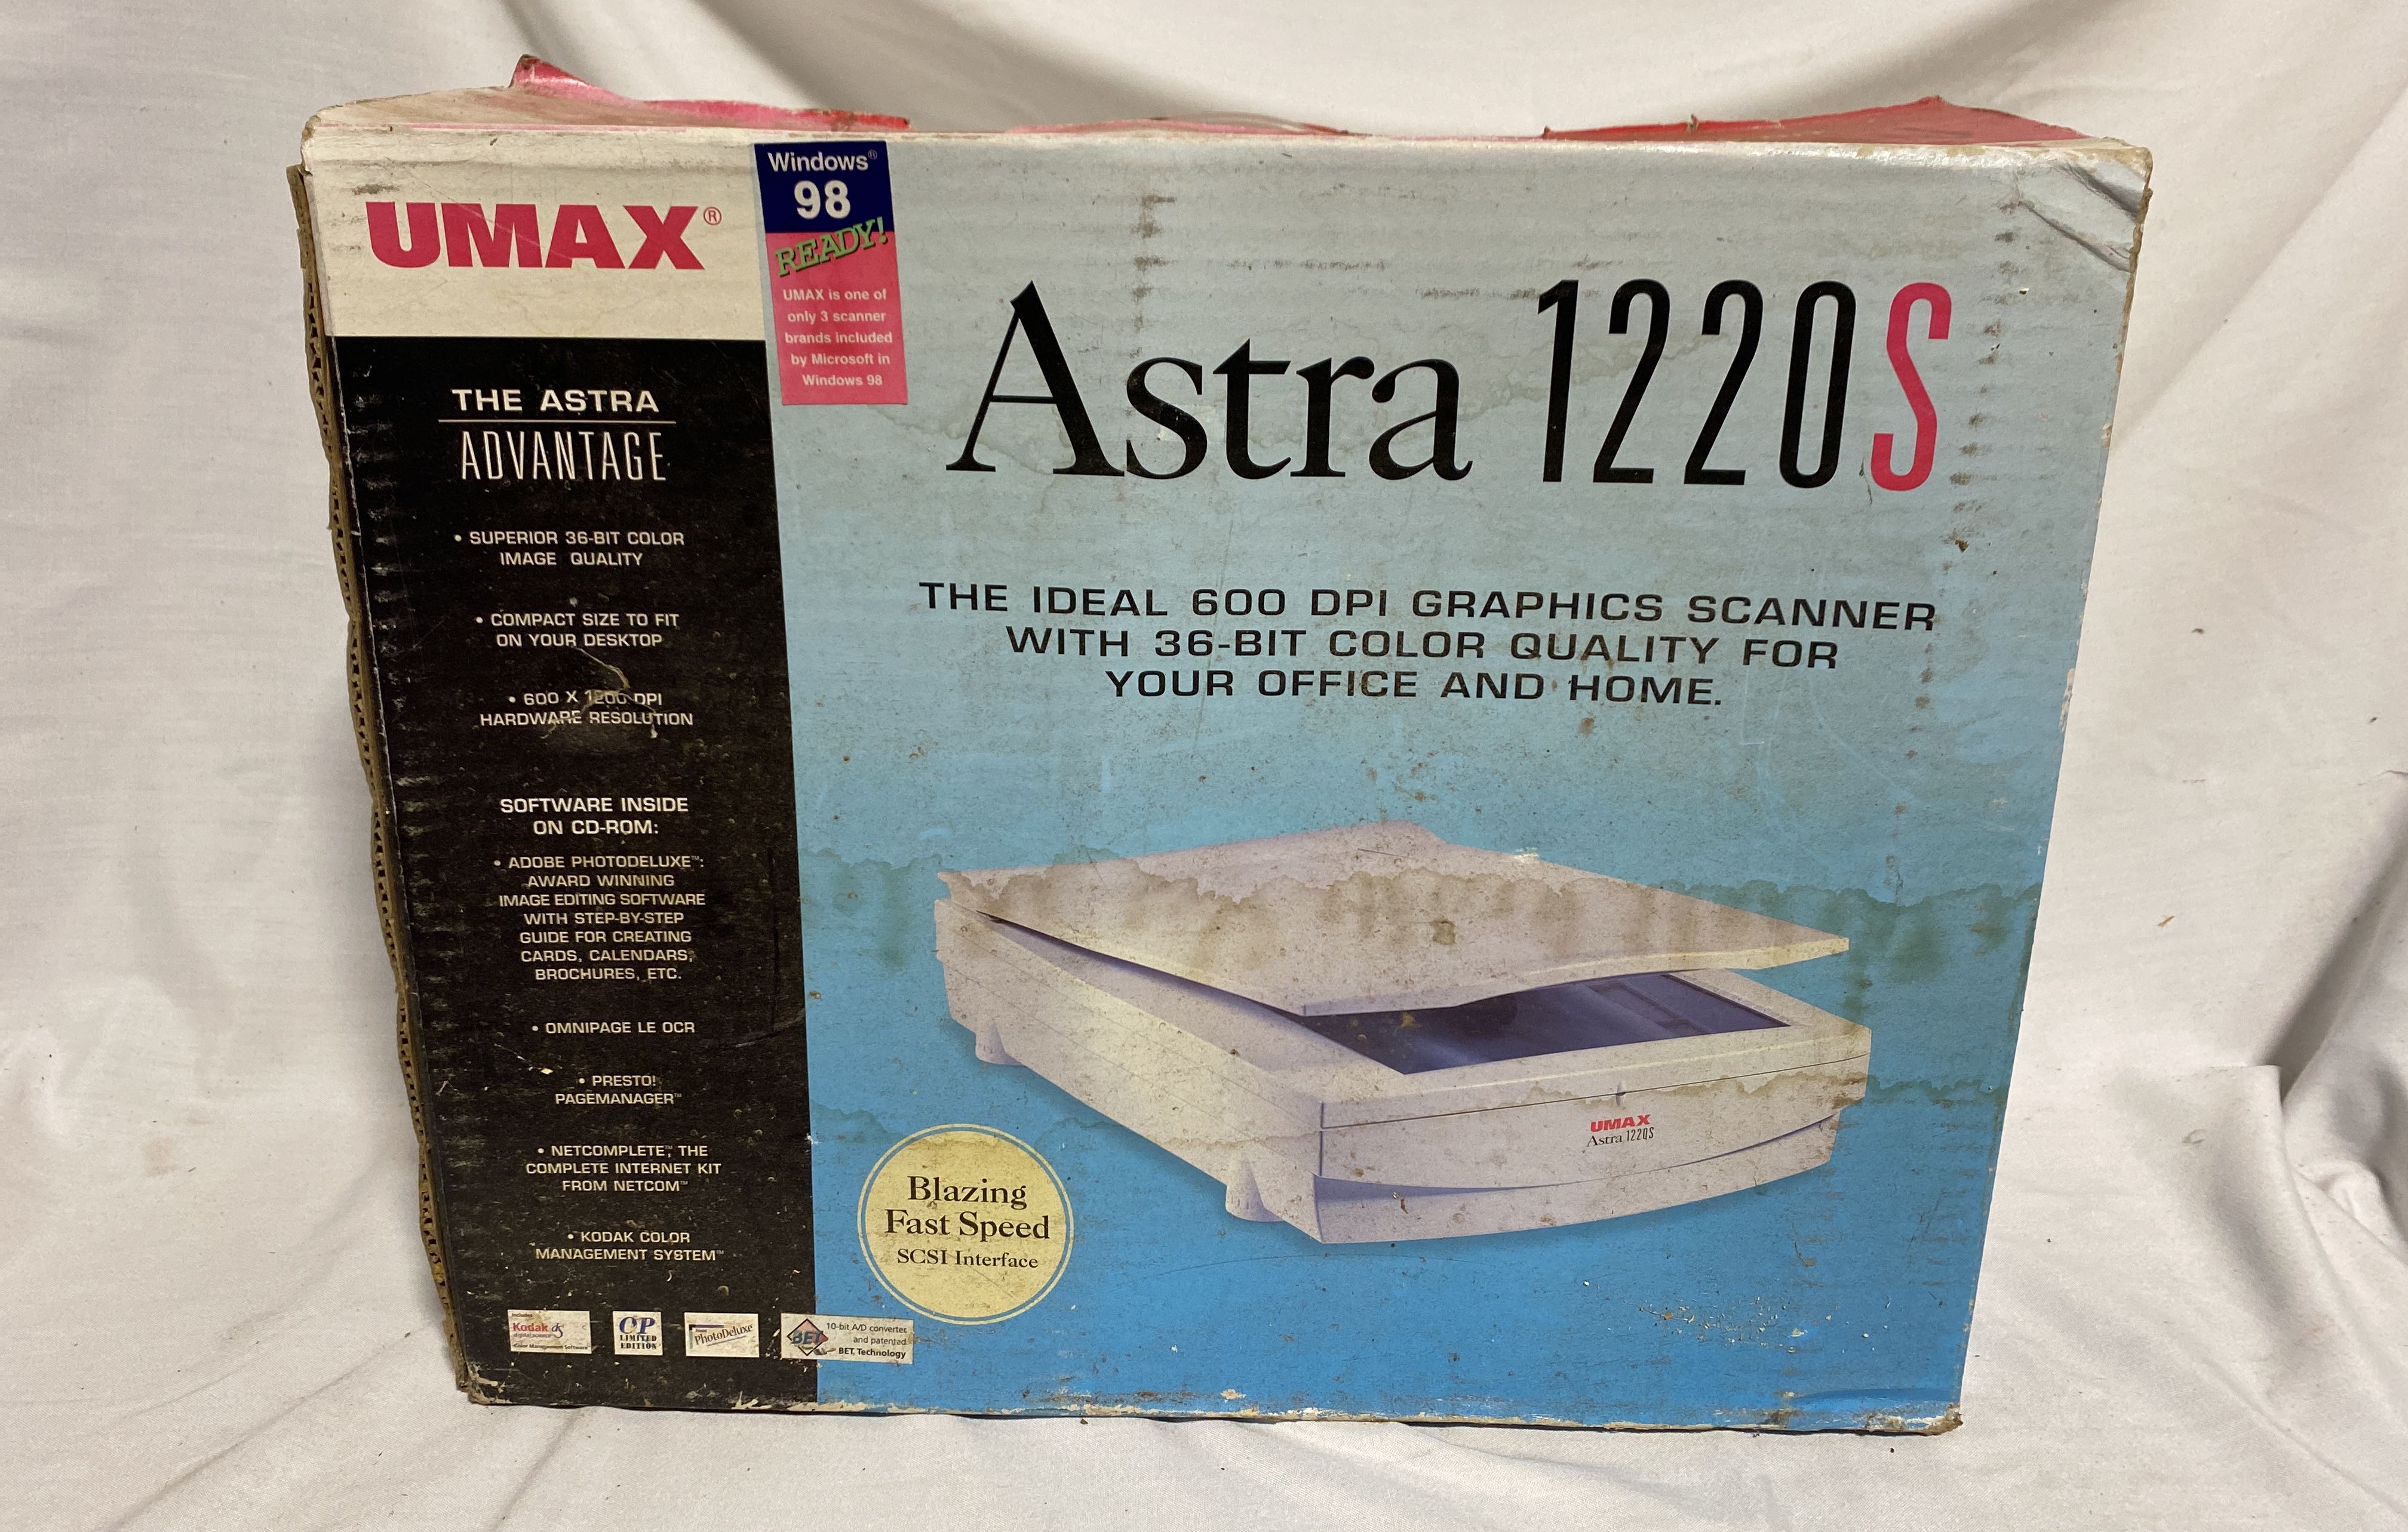 UMAX®
Windows®
98
READY!
UMAX is one of
only 3 scanner
brands included
by Microsoft in
Windows 98
THE ASTRA
ADVANTAGE
• SUPERIOR 36-BIT COLOR
IMAGE QUALITY
• COMPACT SIZE TO FIT
ON YOUR DESKTOP
• 600 X 1200 DPI
HARDWARE RESOLUTION
SOFTWARE INSIDE
ON CD-ROM:
• ADOBE PHOTODELUXE™:
AWARD WINNING
IMAGE EDITING SOFTWARE
WITH STEP-BY-STEP
GUIDE FOR CREATING
CARDS, CALENDARS,
BROCHURES, ETC.
• OMNIPAGE LE OCR
• PRESTO!
PAGEMANAGER™
• NETCOMPLETE™, THE
COMPLETE INTERNET KIT
FROM NETCOM™
• KODAK COLOR
MANAGEMENT SYSTEM™
Kodak
Color Management Software
OP
LIMITED
EDITION
PhotoDeluxe
BET
10-bit A/D converter,
and patented
BET Technology
Astra 1220S
THE IDEAL 600 DPI GRAPHICS SCANNER
WITH 36-BIT COLOR QUALITY FOR
YOUR OFFICE AND HOME.
UMAX
Astra 1220S
Blazing
Fast Speed
SCSI Interface